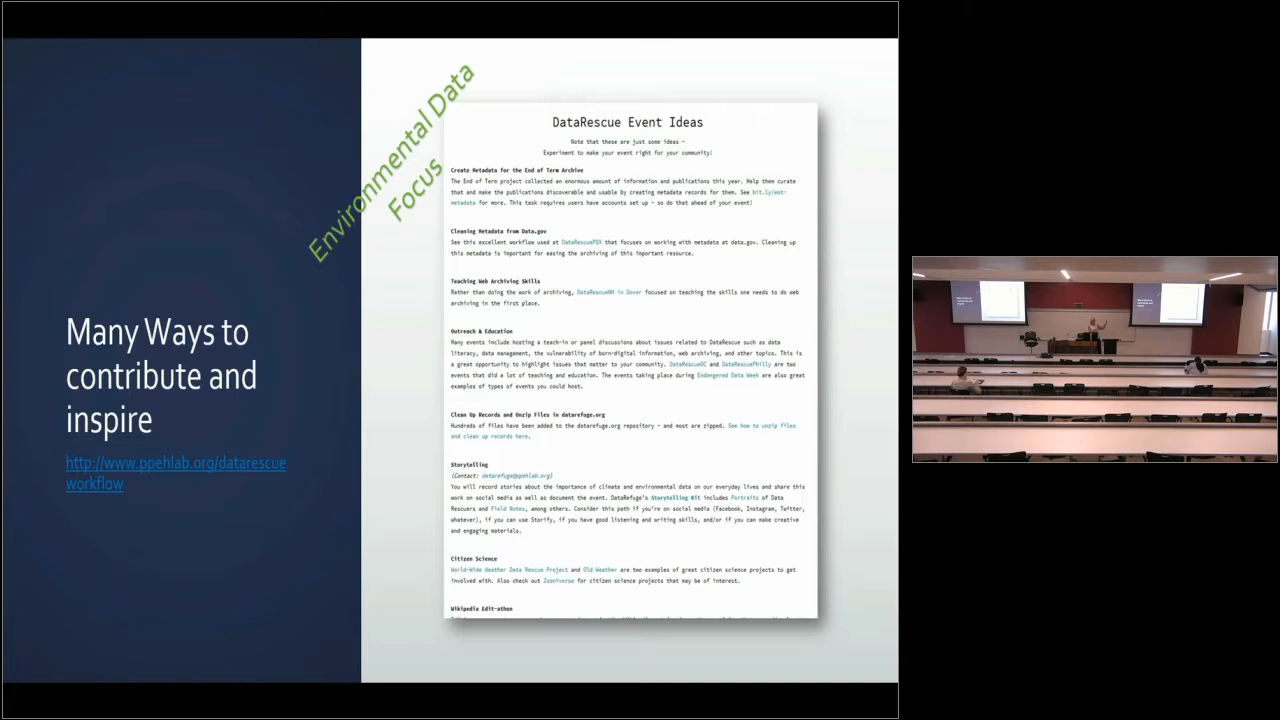 Many Ways to
contribute and
inspire
http://www.ppehlab.org/datarescue
workflow
Environmental Data
Focus
DataRescue Event Ideas
Note that these are just some ideas –
Experiment to make your event right for your community!
Create Metadata for the End of Term Archive
The End of Term project collected an enormous amount of information and publications this year. Help them curate
that and make the publications discoverable and usable by creating metadata records for them. See bit.ly/eot-
metadata for more. This task requires users have accounts set up - so do that ahead of your event!
Cleaning Metadata from Data.gov
See this excellent workflow used at DataRescuePDX that focuses on working with metadata at data.gov. Cleaning up
this metadata is important for easing the archiving of this important resource.
Teaching Web Archiving Skills
Rather than doing the work of archiving, DataRescueNH in Dover focused on teaching the skills one needs to do web
archiving in the first place.
Outreach & Education
Many events include hosting a teach-in or panel discussions about issues related to DataRescue such as data
literacy, data management, the vulnerability of born-digital information, web archiving, and other topics. This is
a great opportunity to highlight issues that matter to your community. DataRescueDC and DataRescuePhilly are two
events that did a lot of teaching and education. The events taking place during Endangered Data Week are also great
examples of types of events you could host.
Clean Up Records and Unzip Files in datarefuge.org
Hundreds of files have been added to the datarefuge.org repository - and most are zipped. See how to unzip files
and clean up records here.
Storytelling
(Contact: datarefuge@ppehlab.org)
You will record stories about the importance of climate and environmental data on our everyday lives and share this
work on social media as well as document the event. DataRefuge's Storytelling Kit includes Portraits of Data
Rescuers and Field Notes, among others. Consider this path if you're on social media (Facebook, Instagram, Twitter,
whatever), if you can use Storify, if you have good listening and writing skills, and/or if you can make creative
and engaging materials.
Citizen Science
World-Wide Weather Data Rescue Project and Old Weather are two examples of great citizen science projects to get
involved with. Also check out Zooniverse for citizen science projects that may be of interest.
Wikipedia Edit-athon